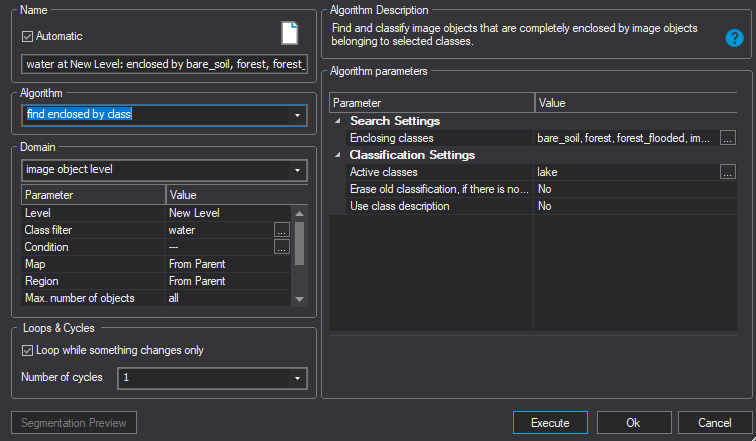 Name
Automatic
water at New Level: enclosed by bare_soil, forest, forest_
Algorithm
find enclosed by class
Domain
image object level
Parameter Value
Level New Level
Class filter water ...
Condition --- ...
Map From Parent
Region From Parent
Max. number of objects all
Loops & Cycles
Loop while something changes only
Number of cycles 1
Segmentation Preview
Algorithm Description
Find and classify image objects that are completely enclosed by image objects
belonging to selected classes.
?
Algorithm parameters
Parameter Value
Search Settings
Enclosing classes bare_soil, forest, forest_flooded, im... ...
Classification Settings
Active classes lake ...
Erase old classification, if there is no... No
Use class description No
Execute Ok Cancel